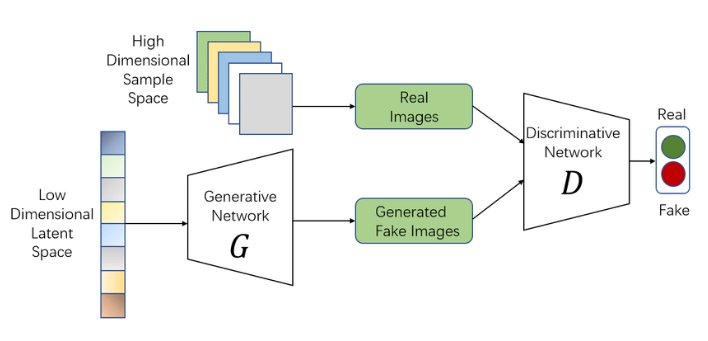 High
Dimensional
Sample
Space
Real
Images
Discriminative
Network
D
Real
Fake
Low
Dimensional
Latent
Space
Generative
Network
G
Generated
Fake Images